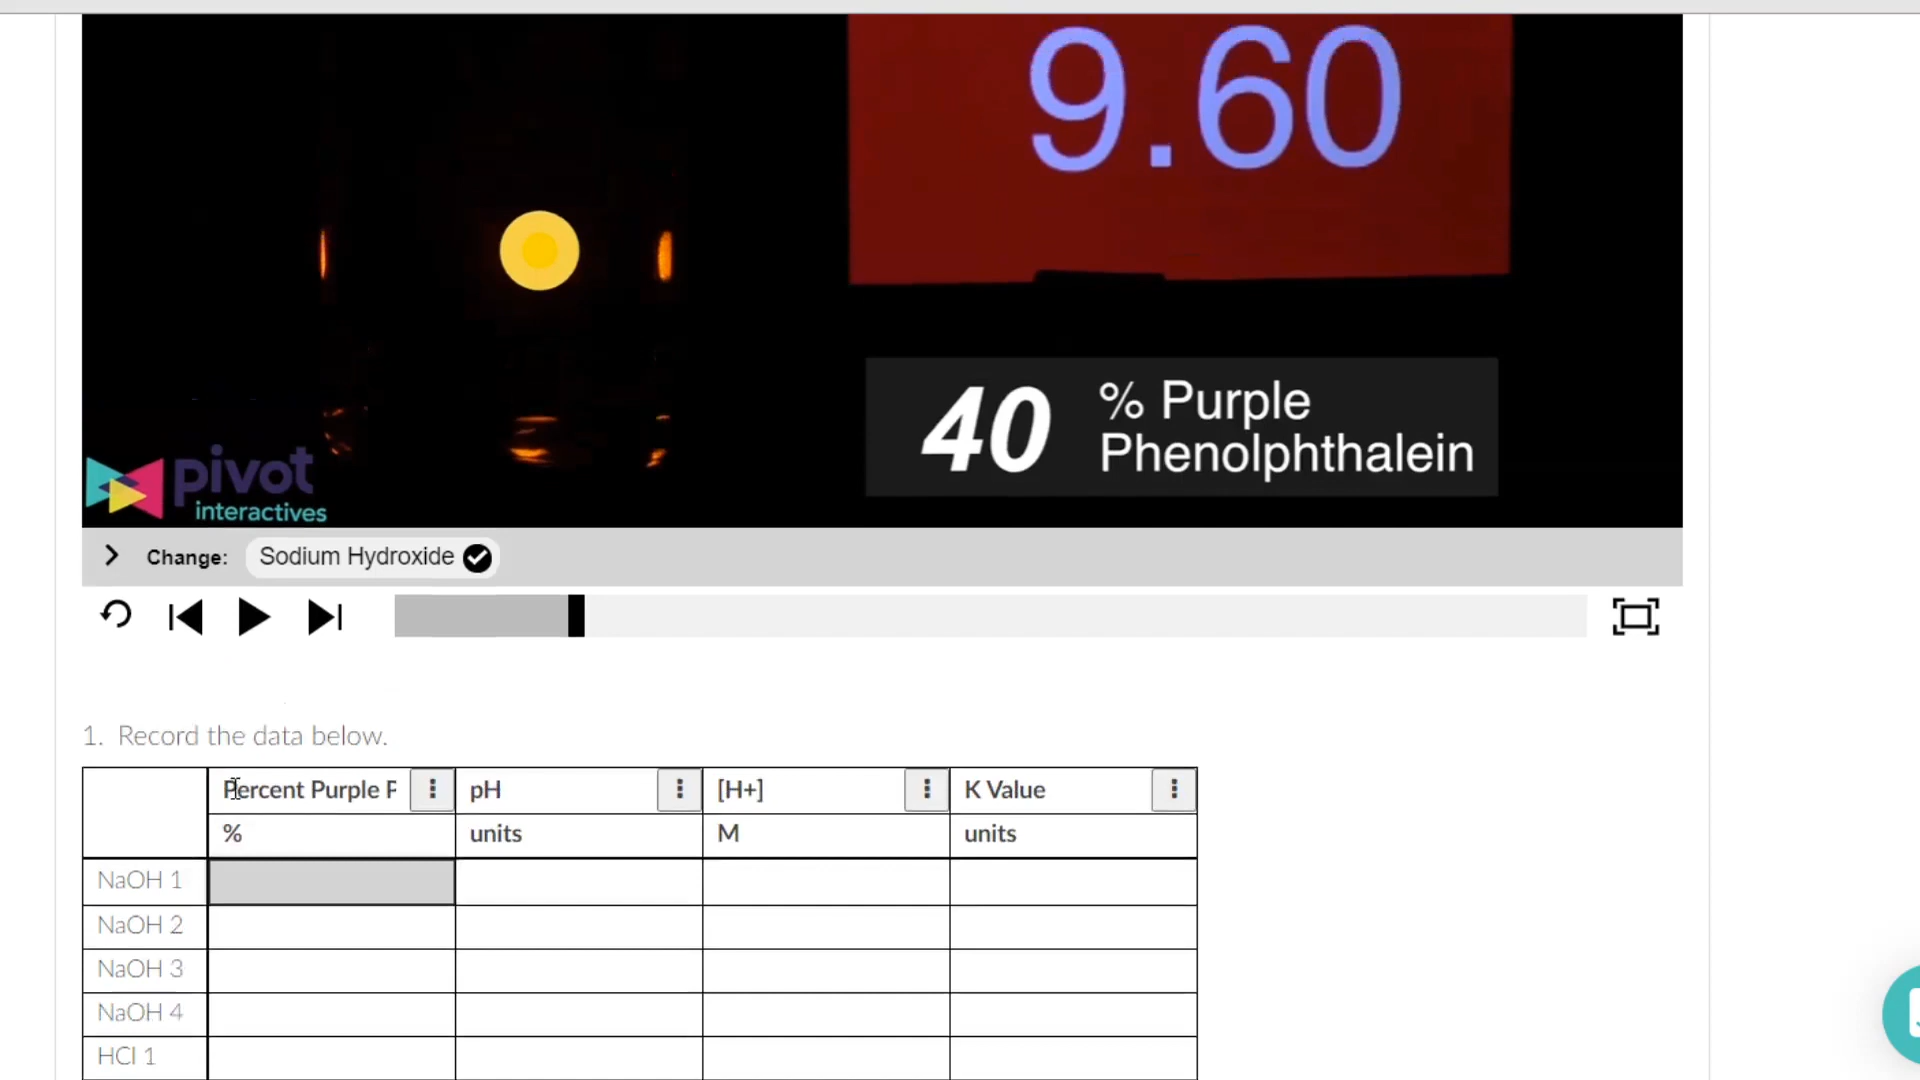 9.60
40 % Purple
Phenolphthalein
pivot
interactives
Change: Sodium Hydroxide
1. Record the data below.
Percent Purple P pH [H+] K Value
% units M units
NaOH 1
NaOH 2
NaOH 3
NaOH 4
HCl 1